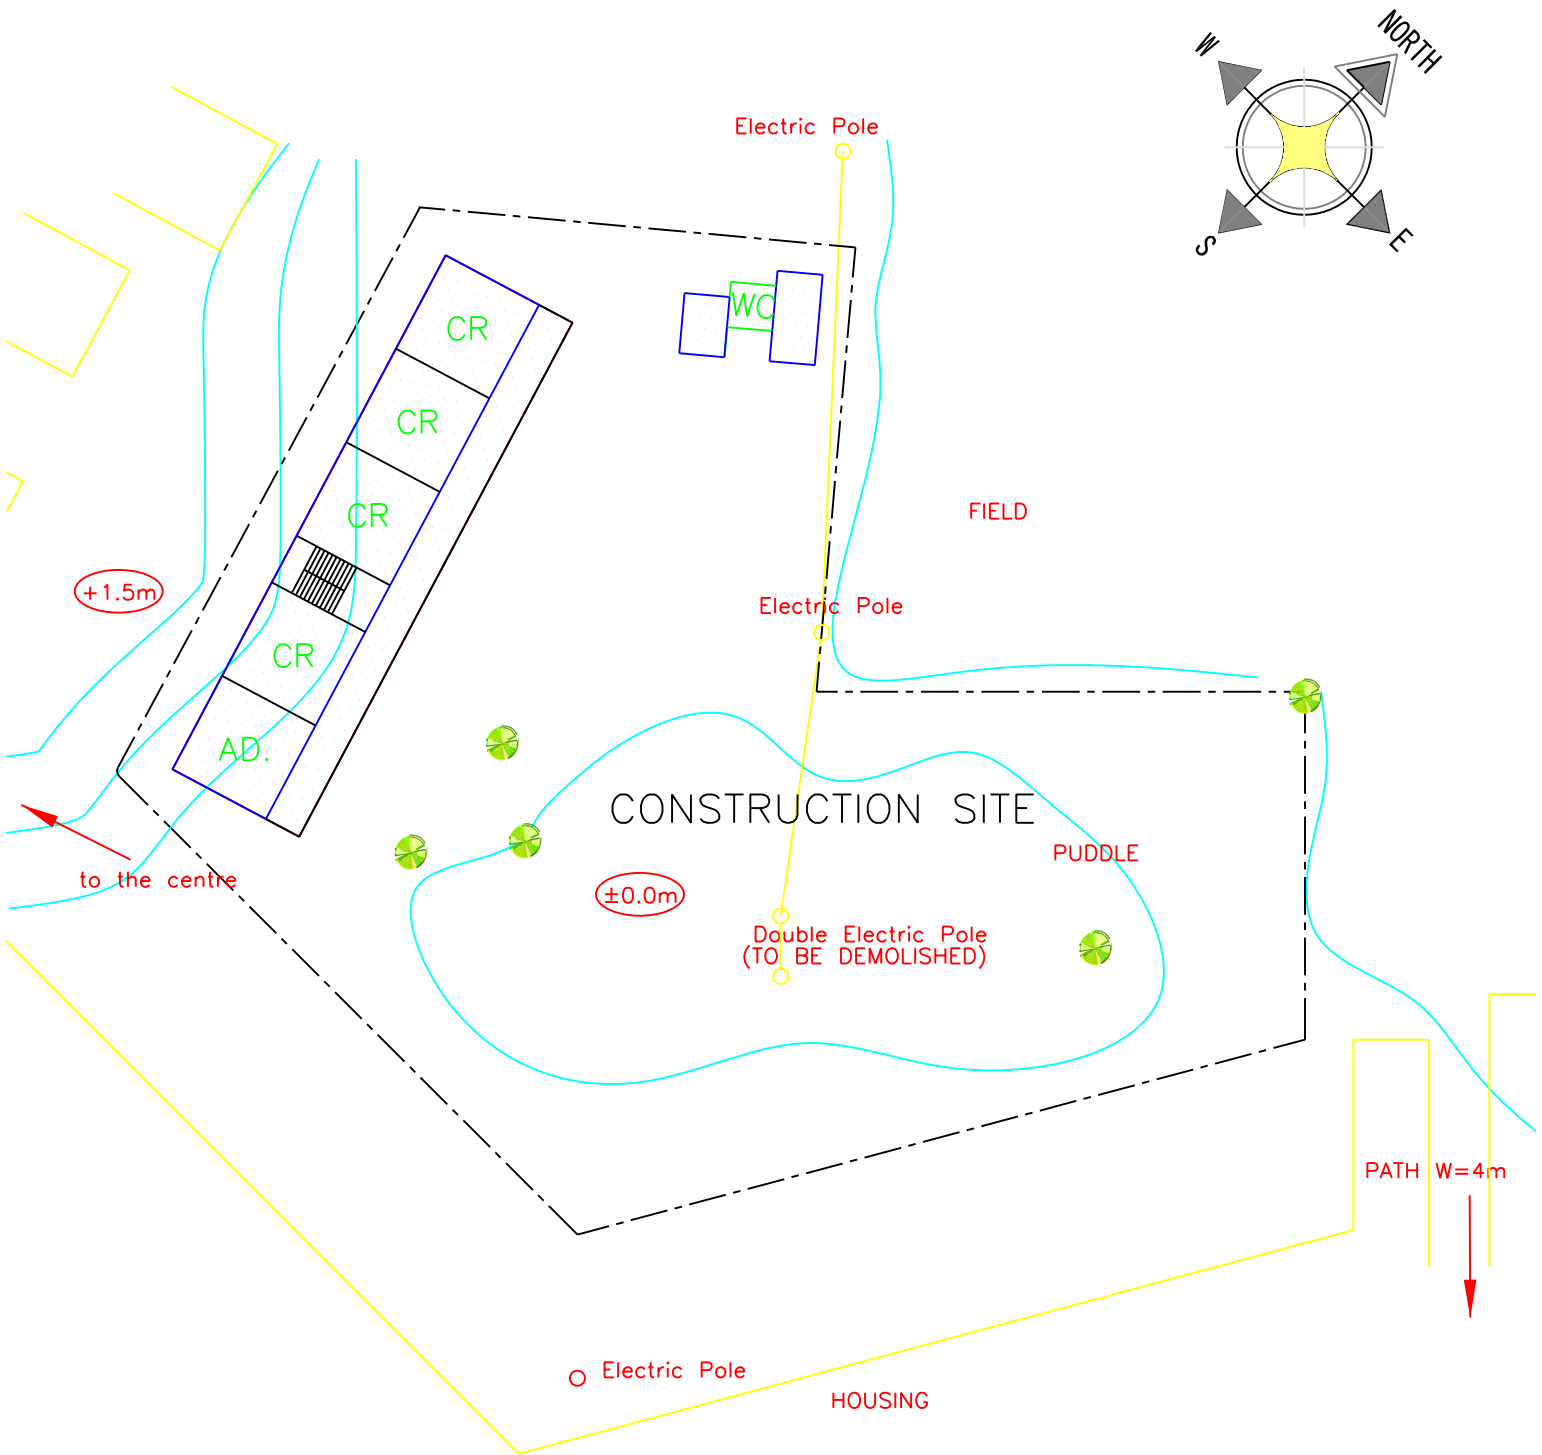 NORTH
W
S
E
Electric Pole
WC
CR
CR
CR
FIELD
+1.5m
Electric Pole
CR
AD.
CONSTRUCTION SITE
PUDDLE
to the centre
±0.0m
Double Electric Pole
(TO BE DEMOLISHED)
PATH W=4m
Electric Pole
HOUSING